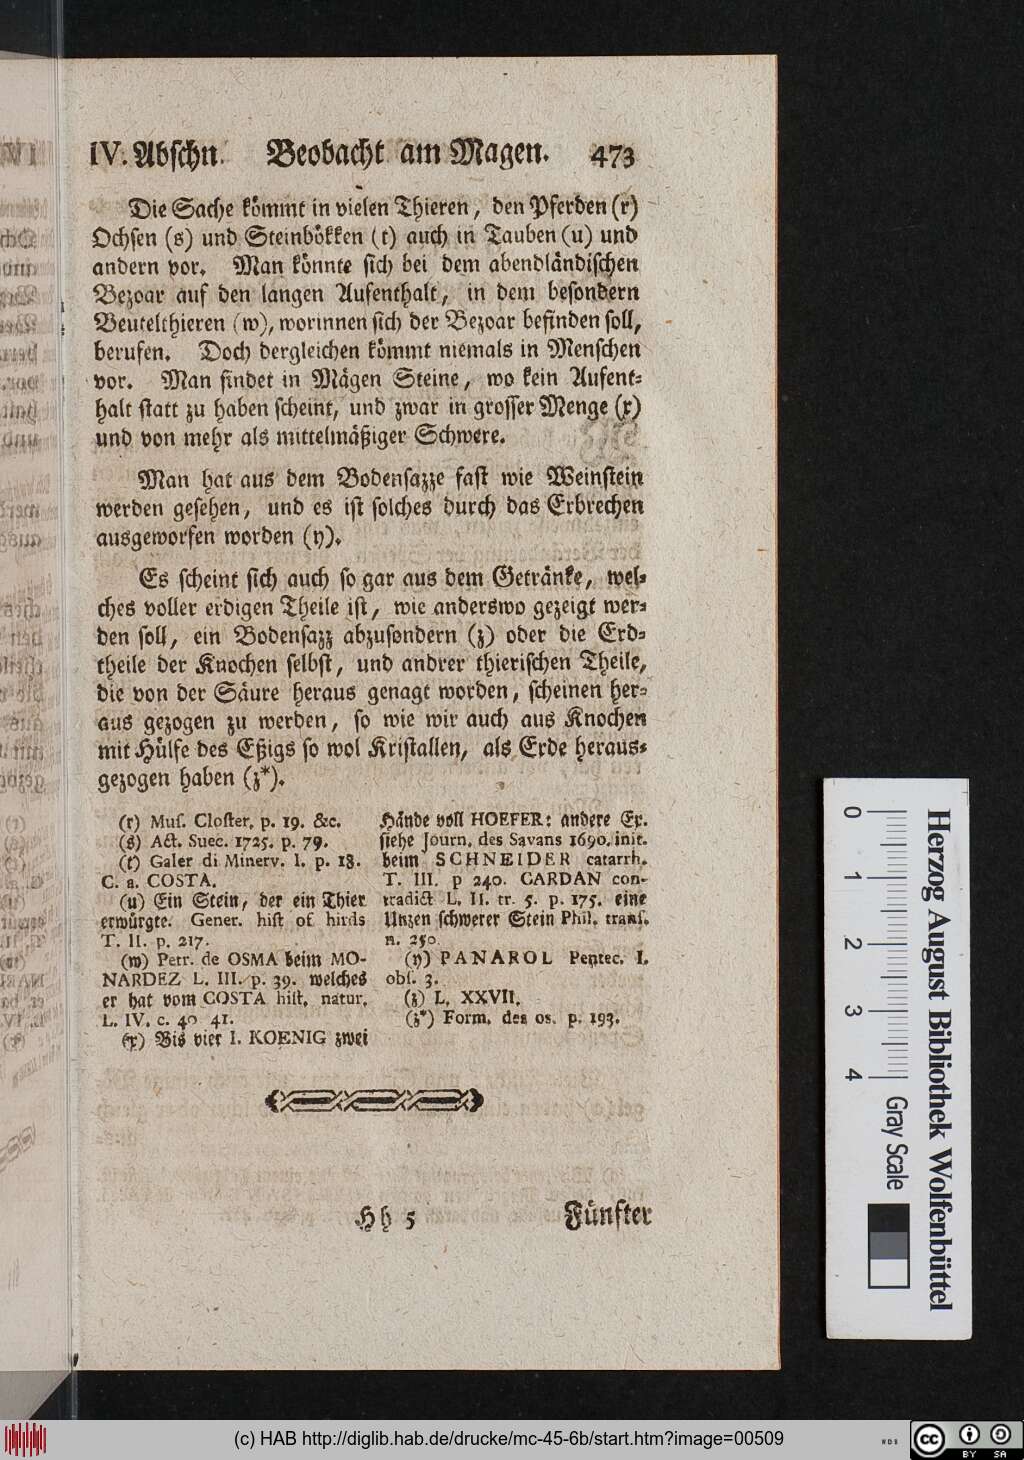 IV. Abschn. Beobacht am Magen. 473
Die Sache kömmt in vielen Thieren, den Pferden (r)
Ochsen (s) und Steinbökken (t) auch in Tauben (u) und
andern vor. Man könnte sich bei dem abendländischen
Bezoar auf den langen Aufenthalt, in dem besondern
Beutelthieren (w), worinnen sich der Bezoar befinden soll,
berufen. Doch dergleichen kömmt niemals in Menschen
vor. Man findet in Mägen Steine, wo kein Aufent-
halt statt zu haben scheint, und zwar in grosser Menge (x)
und von mehr als mittelmäßiger Schwere.
Man hat aus dem Bodensazze fast wie Weinstein
werden gesehen, und es ist solches durch das Erbrechen
ausgeworfen worden (y).
Es scheint sich auch so gar aus dem Getränke, wel-
ches voller erdigen Theile ist, wie anderswo gezeigt wer-
den soll, ein Bodensazz abzusondern (z) oder die Erd-
theile der Knochen selbst, und andrer thierischen Theile,
die von der Säure heraus genagt worden, scheinen her-
aus gezogen zu werden, so wie wir auch aus Knochen
mit Hülfe des Eßigs so wol Kristallen, als Erde heraus-
gezogen haben (z*).
(r) Mus. Closter, p. 19. &c.
(s) Act. Suec. 1725. p. 79.
(t) Galer di Minerv. I. p. 18.
C. a. COSTA.
(u) Ein Stein, der ein Thier
erwürgte. Gener. hist of hirds
T. II. p. 217.
(w) Petr. de OSMA beim MO-
NARDEZ L. III. p. 39. welches
er hat vom COSTA hist. natur.
L. IV. c. 40 41.
(x) Bis vier I. KOENIG zwei
Hände voll HOEFER: andere Ex.
siehe Journ. des Savans 1690. init.
beim SCHNEIDER catarrh.
T. III. p 240. CARDAN con-
tradict L. II. tr. 5. p. 175. eine
Unzen schwerer Stein Phil. trans.
n. 250
(y) PANAROL Pentec. I.
obs. 3.
(z) L. XXVII.
(z*) Form. des os. p. 193.
Hh 5 Fünfter
0 1 2 3 4
Gray Scale
Herzog August Bibliothek Wolfenbüttel
(c) HAB http://diglib.hab.de/drucke/mc-45-6b/start.htm?image=00509
cc BY SA